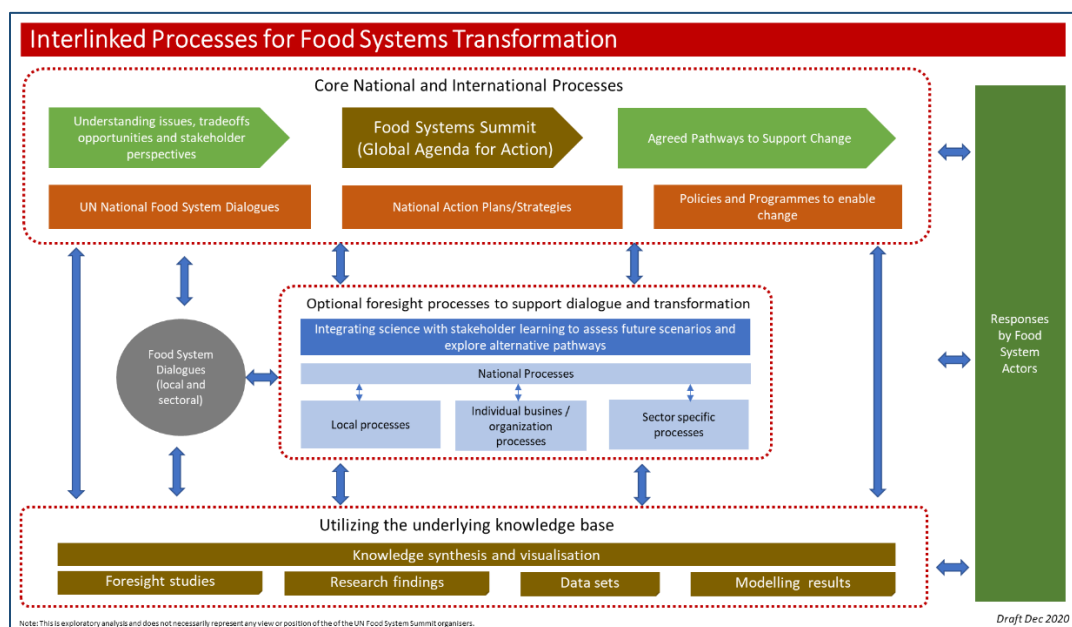 Interlinked Processes for Food Systems Transformation
Core National and International Processes
Understanding issues, tradeoffs
opportunities and stakeholder
perspectives
Food Systems Summit
(Global Agenda for Action)
Agreed Pathways to Support Change
UN National Food System Dialogues
National Action Plans/Strategies
Policies and Programmes to enable
change
Optional foresight processes to support dialogue and transformation
Integrating science with stakeholder learning to assess future scenarios and
explore alternative pathways
National Processes
Local processes
Individual busines /
organization
processes
Sector specific
processes
Food System
Dialogues
(local and
sectoral)
Responses
by Food
System
Actors
Utilizing the underlying knowledge base
Knowledge synthesis and visualisation
Foresight studies
Research findings
Data sets
Modelling results
Note: This is exploratory analysis and does not necessarily represent any view or position of the of the UN Food System Summit organisers.
Draft Dec 2020